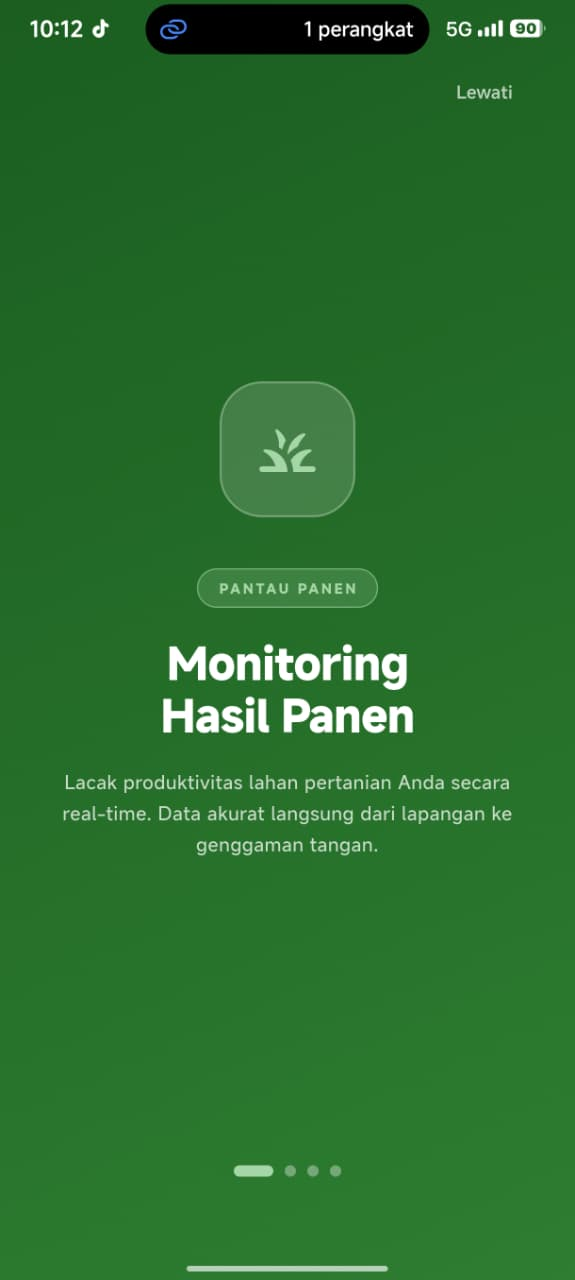 10:12
1 perangkat
5G
90
Lewati
PANTAU PANEN
Monitoring
Hasil Panen
Lacak produktivitas lahan pertanian Anda secara
real-time. Data akurat langsung dari lapangan ke
genggaman tangan.